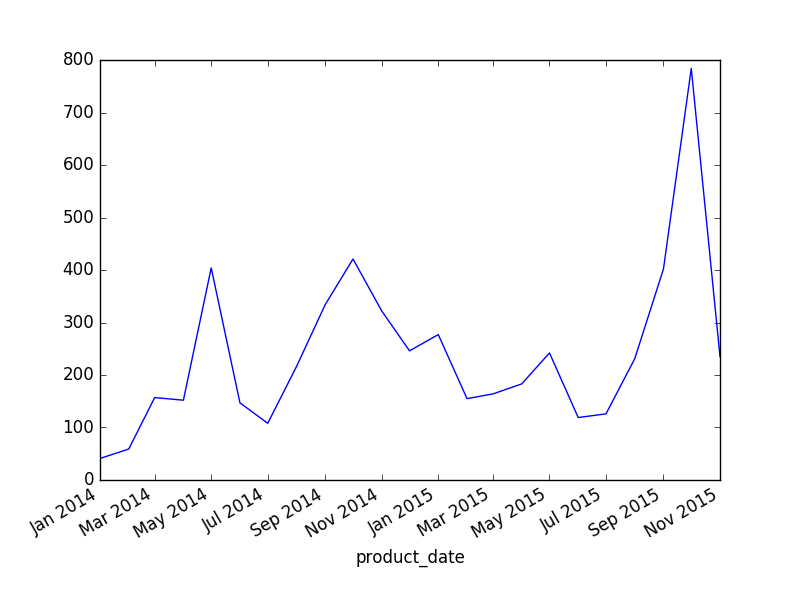 800
700
600
500
400
300
200
100
0
Jan 2014
Mar 2014
May 2014
Jul 2014
Sep 2014
Nov 2014
Jan 2015
Mar 2015
May 2015
Jul 2015
Sep 2015
Nov 2015
product_date